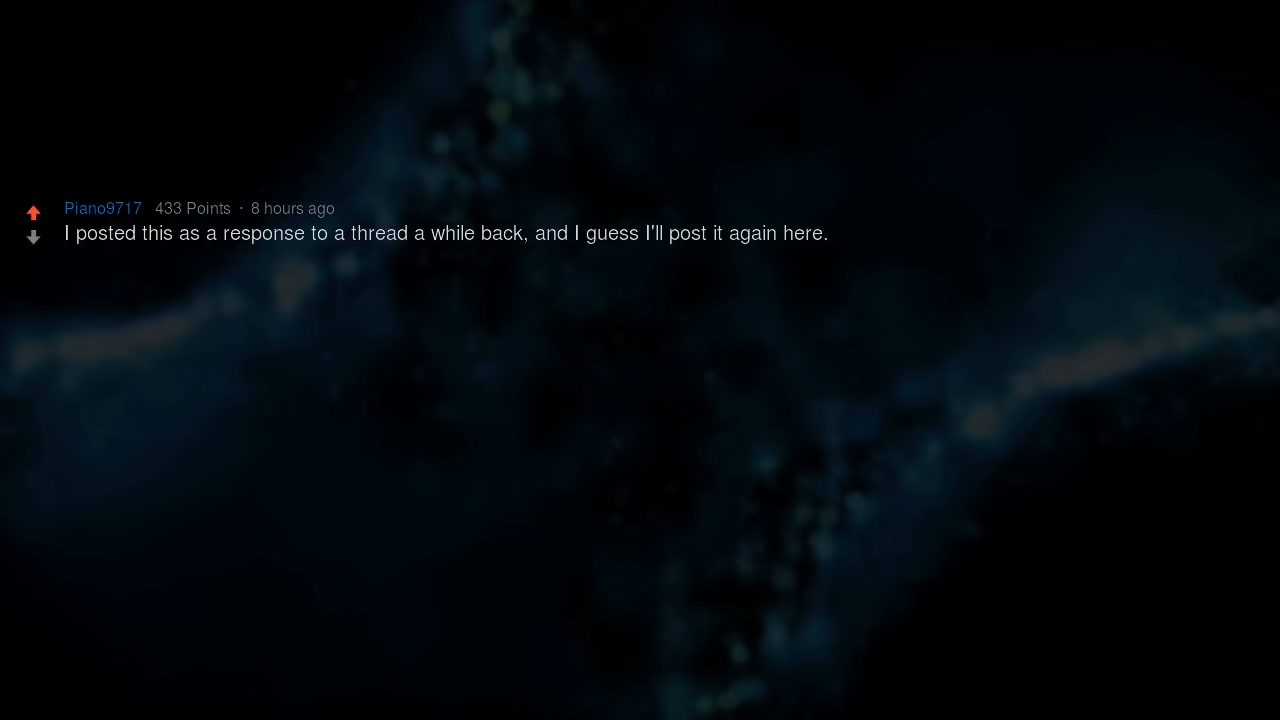 Piano9717 433 Points · 8 hours ago
I posted this as a response to a thread a while back, and I guess I'll post it again here.